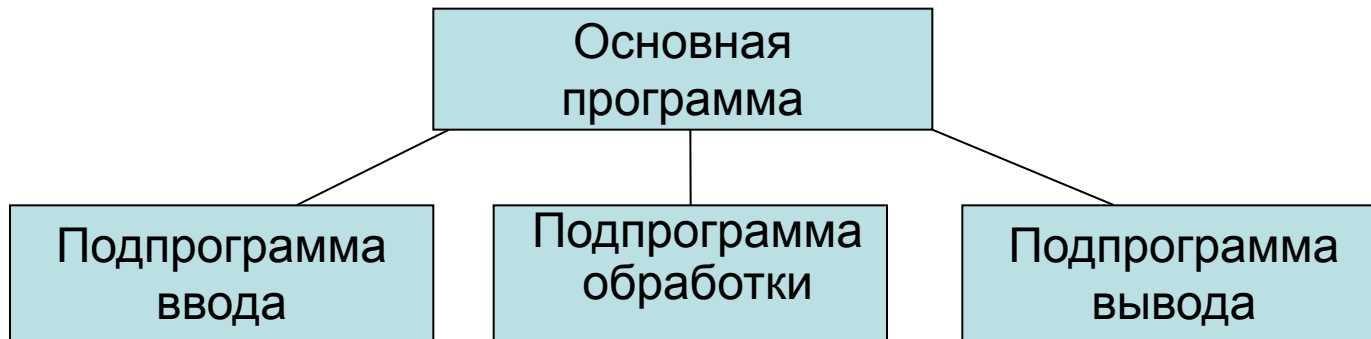 Основная
программа
Подпрограмма
ввода
Подпрограмма
обработки
Подпрограмма
вывода